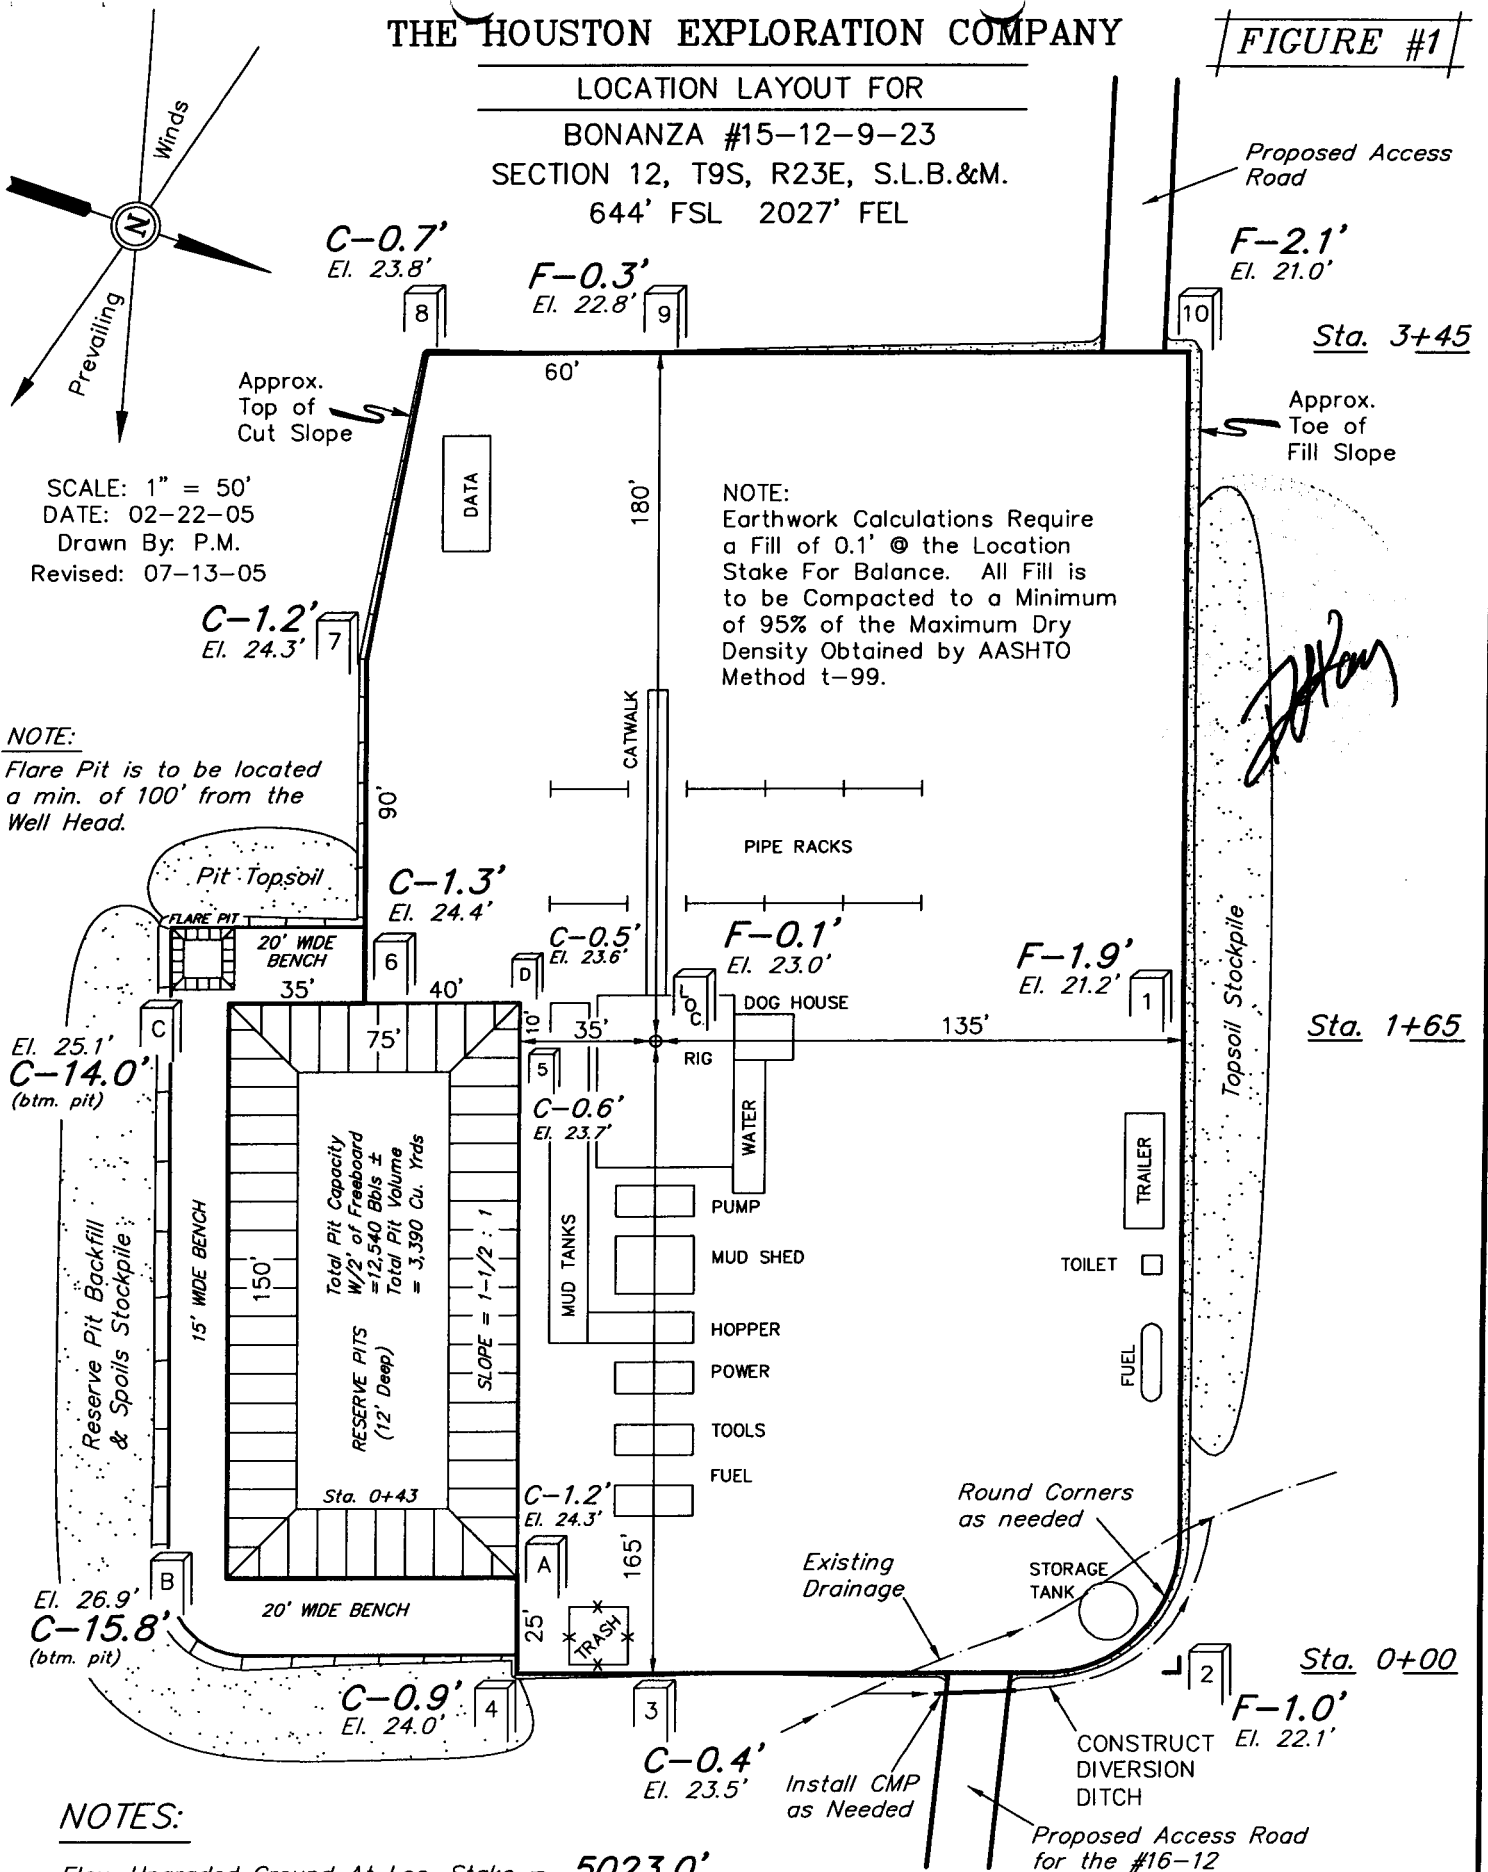 THE HOUSTON EXPLORATION COMPANY
FIGURE #1
LOCATION LAYOUT FOR
BONANZA #15-12-9-23
SECTION 12, T9S, R23E, S.L.B.&M.
644' FSL 2027' FEL
Winds
N
Prevailing
Proposed Access
Road
C-0.7'
El. 23.8'
8
F-0.3'
El. 22.8'
9
F-2.1'
El. 21.0'
10
Sta. 3+45
60'
Approx.
Top of
Cut Slope
Approx.
Toe of
Fill Slope
SCALE: 1" = 50'
DATE: 02-22-05
Drawn By: P.M.
Revised: 07-13-05
DATA
180'
NOTE:
Earthwork Calculations Require
a Fill of 0.1' @ the Location
Stake For Balance. All Fill is
to be Compacted to a Minimum
of 95% of the Maximum Dry
Density Obtained by AASHTO
Method t-99.
C-1.2'
El. 24.3'
7
NOTE:
Flare Pit is to be located
a min. of 100' from the
Well Head.
CATWALK
90'
PIPE RACKS
Pit Topsoil
C-1.3'
El. 24.4'
6
FLARE PIT
20' WIDE
BENCH
35'
40'
C-0.5'
El. 23.6'
D
F-0.1'
El. 23.0'
LOC.
F-1.9'
El. 21.2'
1
Topsoil Stockpile
C
El. 25.1'
C-14.0'
(btm. pit)
75'
10'
35'
DOG HOUSE
135'
RIG
Sta. 1+65
5
C-0.6'
El. 23.7'
WATER
TRAILER
Total Pit Capacity
W/2' of Freeboard
=12,540 Bbls ±
Total Pit Volume
= 3,390 Cu. Yrds
RESERVE PITS
(12' Deep)
SLOPE = 1-1/2 : 1
150'
15' WIDE BENCH
Reserve Pit Backfill
& Spoils Stockpile
MUD TANKS
PUMP
MUD SHED
TOILET
HOPPER
POWER
FUEL
TOOLS
FUEL
Sta. 0+43
C-1.2'
El. 24.3'
A
165'
Round Corners
as needed
Existing
Drainage
STORAGE
TANK
B
El. 26.9'
C-15.8'
(btm. pit)
20' WIDE BENCH
25'
TRASH
2
Sta. 0+00
C-0.9'
El. 24.0'
4
3
F-1.0'
El. 22.1'
C-0.4'
El. 23.5'
Install CMP
as Needed
CONSTRUCT
DIVERSION
DITCH
Proposed Access Road
for the #16-12
NOTES:
Elev. Ungraded Ground At Loc. Stake = 5023.0'